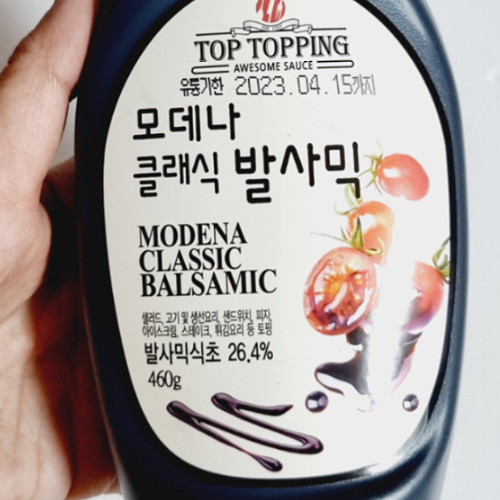 TOP TOPPING
AWESOME SAUCE
유통기한 2023.04.15까지
모데나
클래식 발사믹
MODENA
CLASSIC
BALSAMIC
샐러드, 고기 및 생선요리, 샌드위치, 피자,
아이스크림, 스테이크, 튀김요리 등 토핑
발사믹식초 26.4%
460g